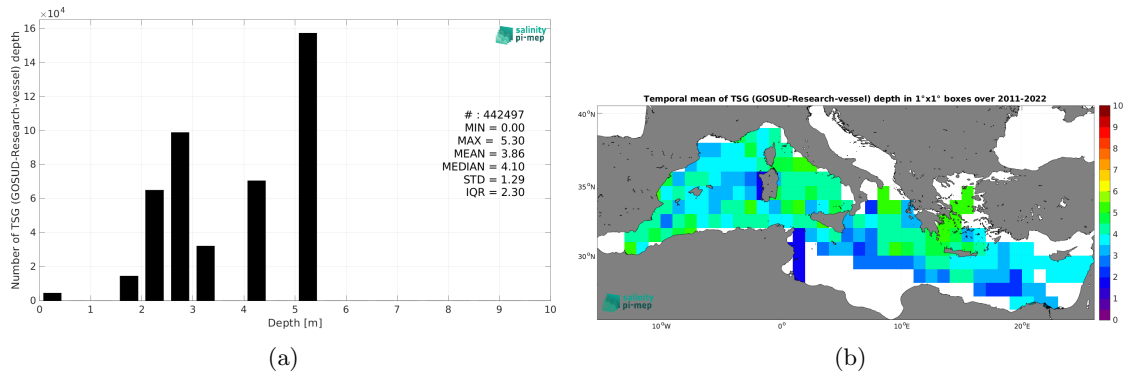 ×10⁴
16
14
12
10
8
6
4
2
0
Number of TSG (GOSUD-Research-vessel) depth
0 1 2 3 4 5 6 7 8 9 10
Depth [m]
salinity
pi-mep
# : 442497
MIN = 0.00
MAX = 5.30
MEAN = 3.86
MEDIAN = 4.10
STD = 1.29
IQR = 2.30
(a)
Temporal mean of TSG (GOSUD-Research-vessel) depth in 1°x1° boxes over 2011-2022
40°N
35°N
30°N
10°W 0° 10°E 20°E
salinity
pi-mep
10
9
8
7
6
5
4
3
2
1
0
(b)